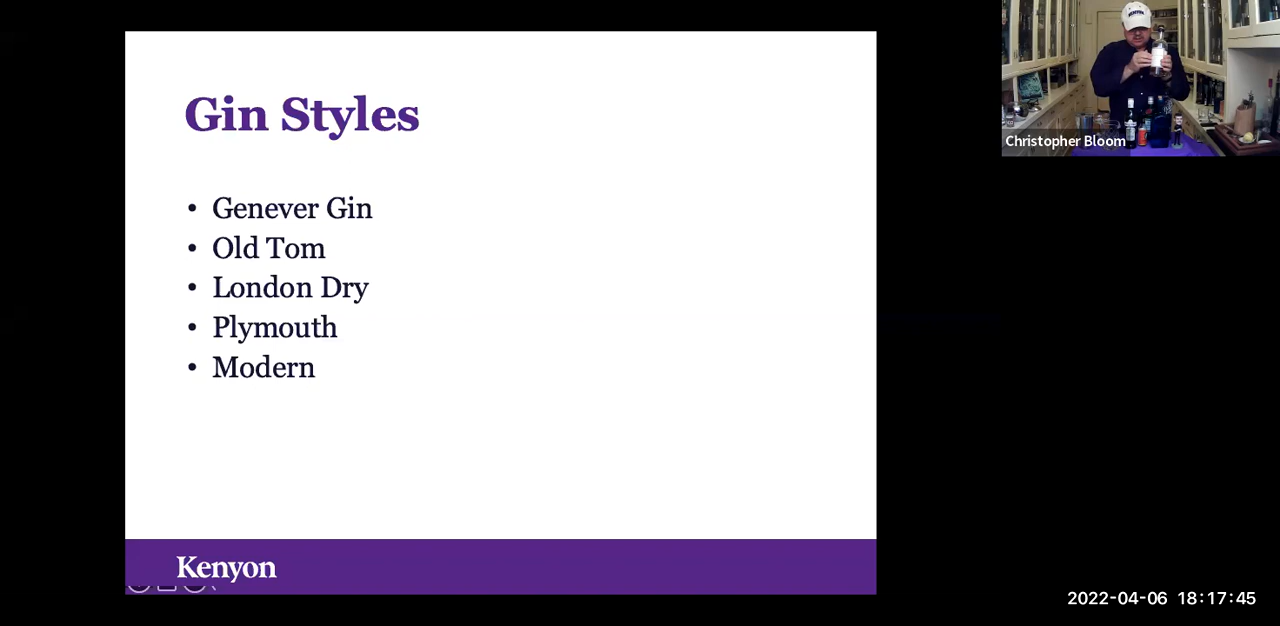 Gin Styles
• Genever Gin
• Old Tom
• London Dry
• Plymouth
• Modern
Kenyon
Christopher Bloom
2022-04-06 18:17:45